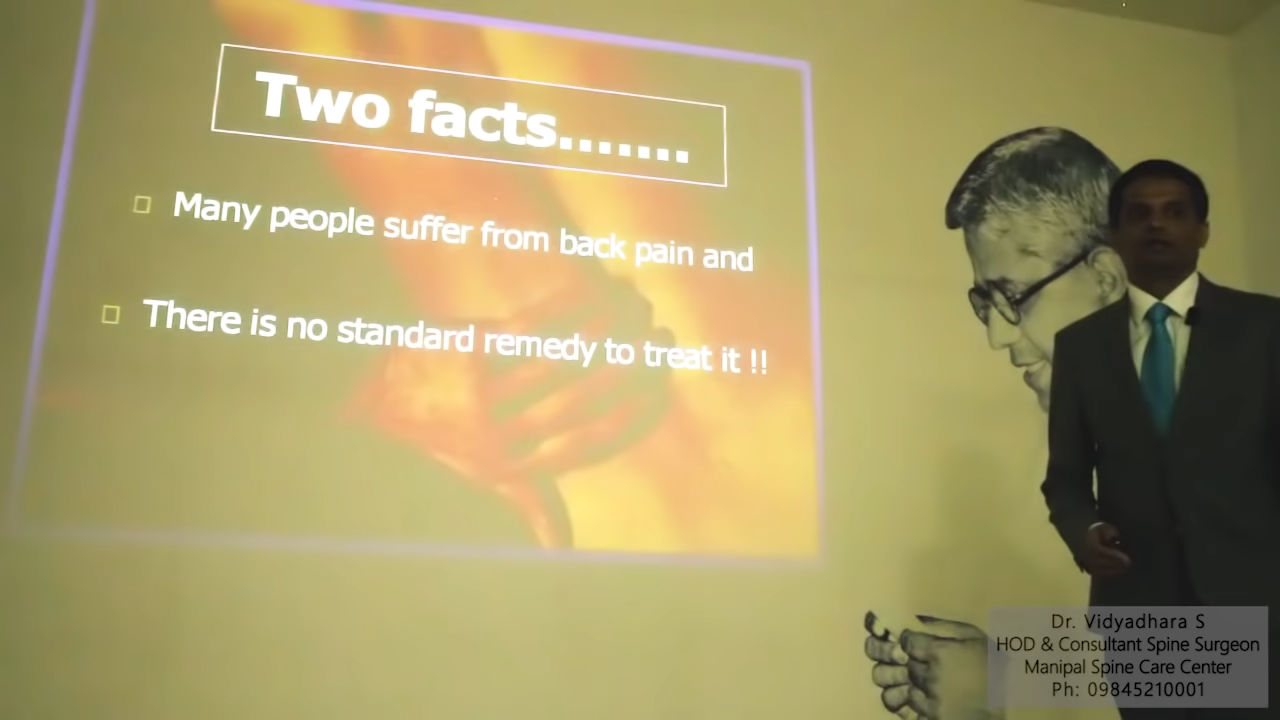 Two facts.......
Many people suffer from back pain and
There is no standard remedy to treat it !!
Dr. Vidyadhara S
HOD & Consultant Spine Surgeon
Manipal Spine Care Center
Ph: 09845210001